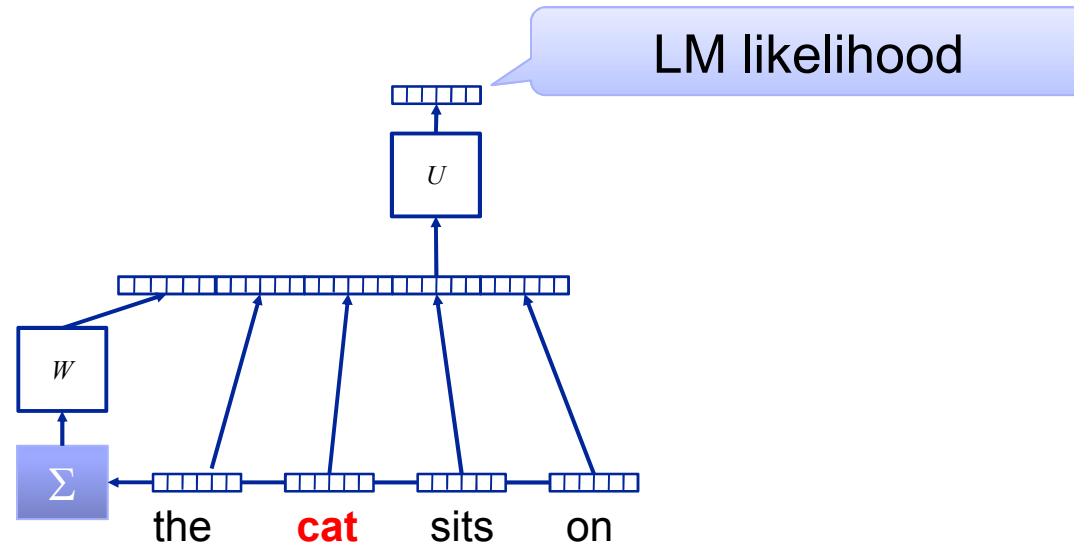 LM likelihood
U
W
Σ
the cat sits on